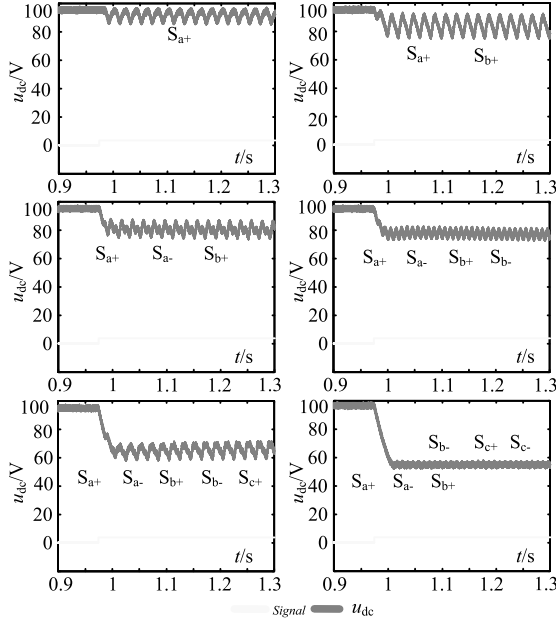 100
80
60
40
20
0
u_dc/V
S_a+
t/s
0.9 1 1.1 1.2 1.3
100
80
60
40
20
0
u_dc/V
S_a+ S_b+
t/s
0.9 1 1.1 1.2 1.3
100
80
60
40
20
0
u_dc/V
S_a+ S_a- S_b+
t/s
0.9 1 1.1 1.2 1.3
100
80
60
40
20
0
u_dc/V
S_a+ S_a- S_b+ S_b-
t/s
0.9 1 1.1 1.2 1.3
100
80
60
40
20
0
u_dc/V
S_a+ S_a- S_b+ S_b- S_c+
t/s
0.9 1 1.1 1.2 1.3
100
80
60
40
20
0
u_dc/V
S_b- S_c+ S_c-
S_a+ S_a- S_b+
t/s
0.9 1 1.1 1.2 1.3
Signal u_dc